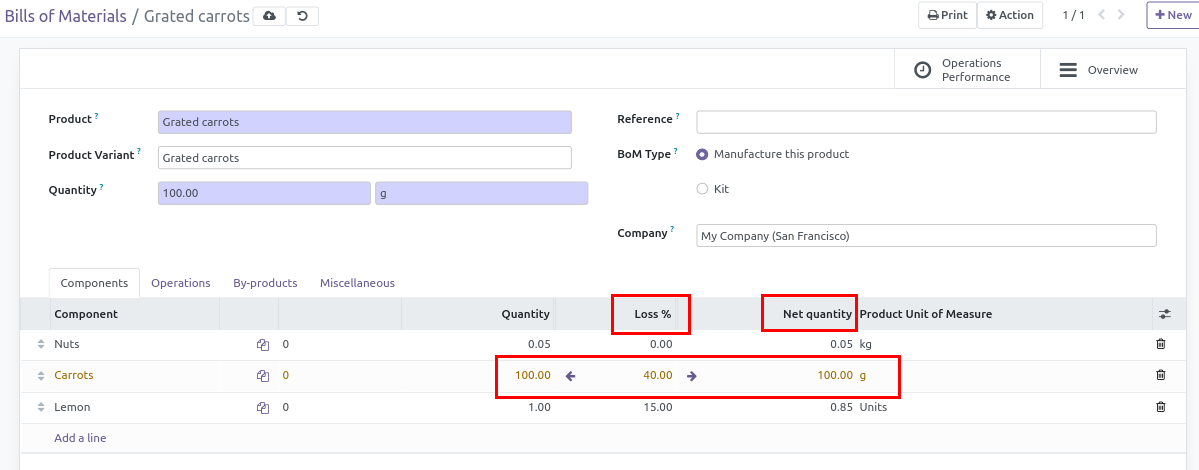 Bills of Materials / Grated carrots
Print
Action
1 / 1
New
Operations Performance
Overview
Product ?
Grated carrots
Product Variant ?
Grated carrots
Quantity ?
100.00 g
Reference ?
BoM Type ?
Manufacture this product
Kit
Company ?
My Company (San Francisco)
Components Operations By-products Miscellaneous
Component Quantity Loss % Net quantity Product Unit of Measure
Nuts 0 0.05 0.00 0.05 kg
Carrots 0 100.00 40.00 100.00 g
Lemon 0 1.00 15.00 0.85 Units
Add a line